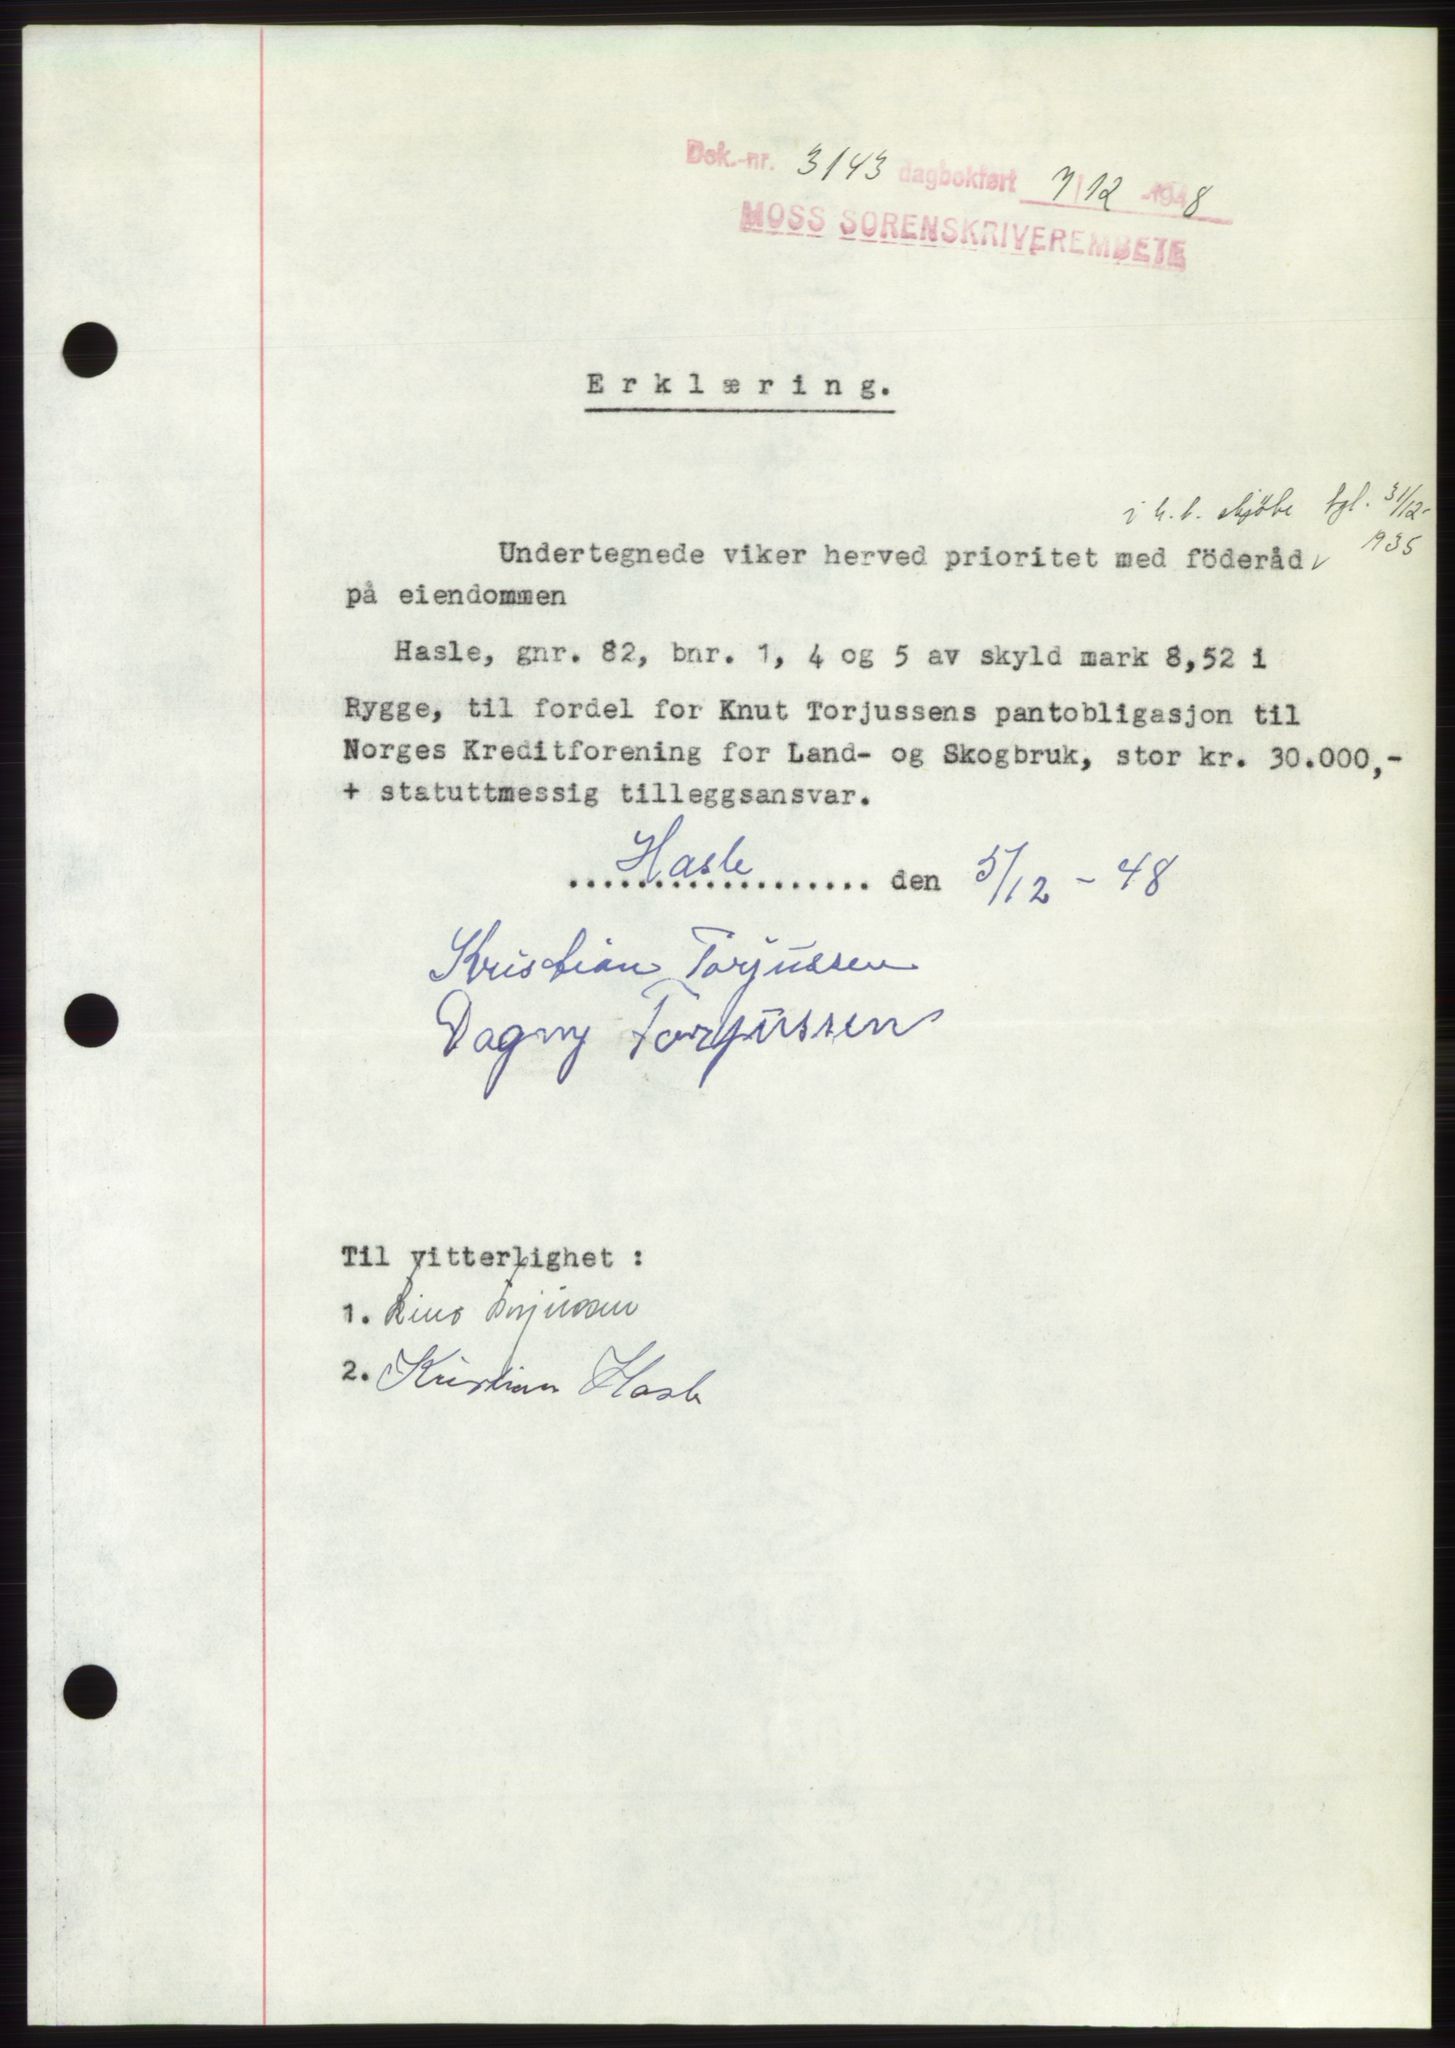 Dok.-nr. 3143 dagbokført 7/12 1948
MOSS SORENSKRIVEREMBETE
Erklæring.
i h. t. skjöte tgl. 31/12-
1935
Undertegnede viker herved prioritet med föderåd
på eiendommen
Hasle, gnr. 82, bnr. 1, 4 og 5 av skyld mark 8,52 i
Rygge, til fordel for Knut Torjussens pantobligasjon til
Norges Kreditforening for Land- og Skogbruk, stor kr. 30.000,-
+ statuttmessig tilleggsansvar.
Hasle den 5/12 - 48
Kristian Torjussen
Dagny Torjussen
Til vitterlighet :
1. Torjussen
2. Kristian Hasle